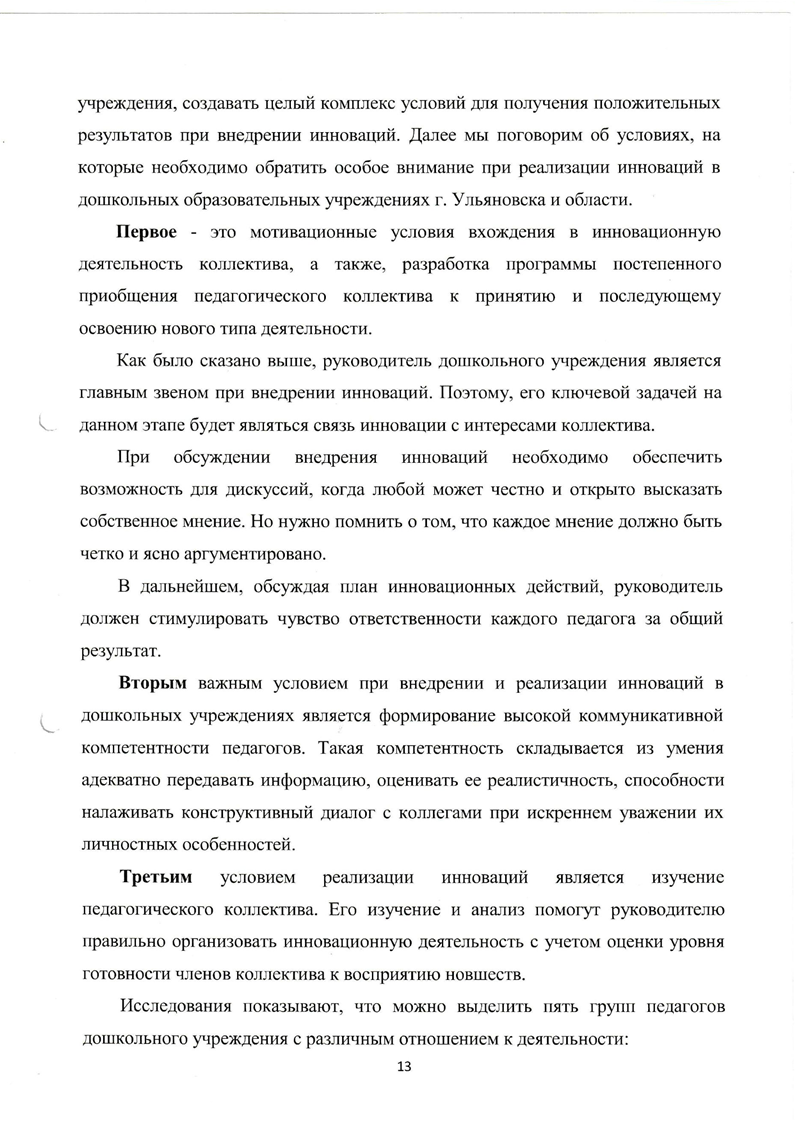 учреждения, создавать целый комплекс условий для получения положительных
результатов при внедрении инноваций. Далее мы поговорим об условиях, на
которые необходимо обратить особое внимание при реализации инноваций в
дошкольных образовательных учреждениях г. Ульяновска и области.
Первое - это мотивационные условия вхождения в инновационную
деятельность коллектива, а также, разработка программы постепенного
приобщения педагогического коллектива к принятию и последующему
освоению нового типа деятельности.
Как было сказано выше, руководитель дошкольного учреждения является
главным звеном при внедрении инноваций. Поэтому, его ключевой задачей на
данном этапе будет являться связь инновации с интересами коллектива.
При обсуждении внедрения инноваций необходимо обеспечить
возможность для дискуссий, когда любой может честно и открыто высказать
собственное мнение. Но нужно помнить о том, что каждое мнение должно быть
четко и ясно аргументировано.
В дальнейшем, обсуждая план инновационных действий, руководитель
должен стимулировать чувство ответственности каждого педагога за общий
результат.
Вторым важным условием при внедрении и реализации инноваций в
дошкольных учреждениях является формирование высокой коммуникативной
компетентности педагогов. Такая компетентность складывается из умения
адекватно передавать информацию, оценивать ее реалистичность, способности
налаживать конструктивный диалог с коллегами при искреннем уважении их
личностных особенностей.
Третьим условием реализации инноваций является изучение
педагогического коллектива. Его изучение и анализ помогут руководителю
правильно организовать инновационную деятельность с учетом оценки уровня
готовности членов коллектива к восприятию новшеств.
Исследования показывают, что можно выделить пять групп педагогов
дошкольного учреждения с различным отношением к деятельности:
13